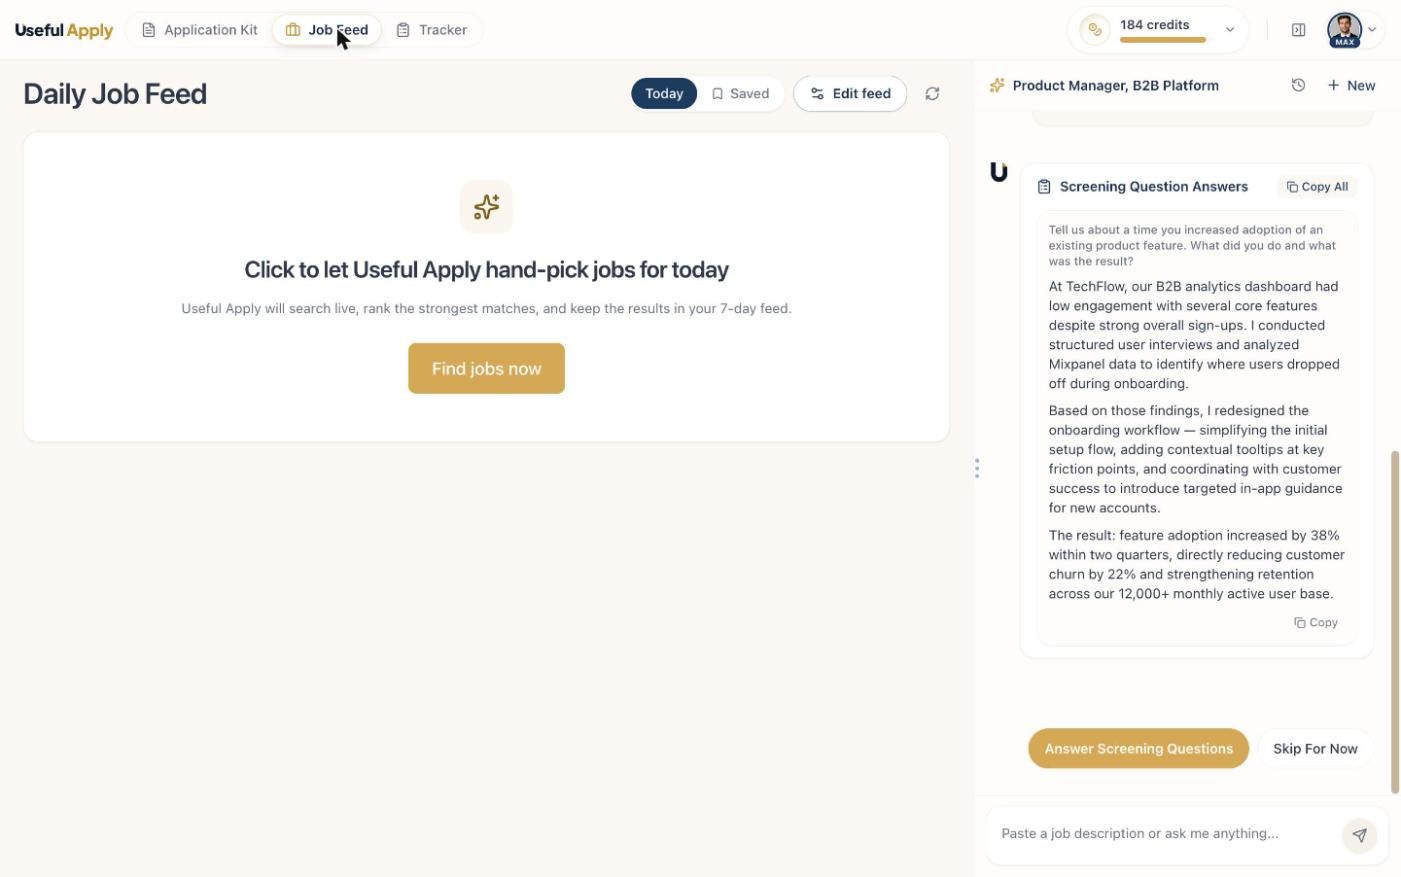 Useful Apply
Application Kit
Job Feed
Tracker
184 credits
MAX
Daily Job Feed
Today
Saved
Edit feed
Product Manager, B2B Platform
New
Click to let Useful Apply hand-pick jobs for today
Useful Apply will search live, rank the strongest matches, and keep the results in your 7-day feed.
Find jobs now
U
Screening Question Answers
Copy All
Tell us about a time you increased adoption of an
existing product feature. What did you do and what
was the result?
At TechFlow, our B2B analytics dashboard had
low engagement with several core features
despite strong overall sign-ups. I conducted
structured user interviews and analyzed
Mixpanel data to identify where users dropped
off during onboarding.
Based on those findings, I redesigned the
onboarding workflow — simplifying the initial
setup flow, adding contextual tooltips at key
friction points, and coordinating with customer
success to introduce targeted in-app guidance
for new accounts.
The result: feature adoption increased by 38%
within two quarters, directly reducing customer
churn by 22% and strengthening retention
across our 12,000+ monthly active user base.
Copy
Answer Screening Questions
Skip For Now
Paste a job description or ask me anything...